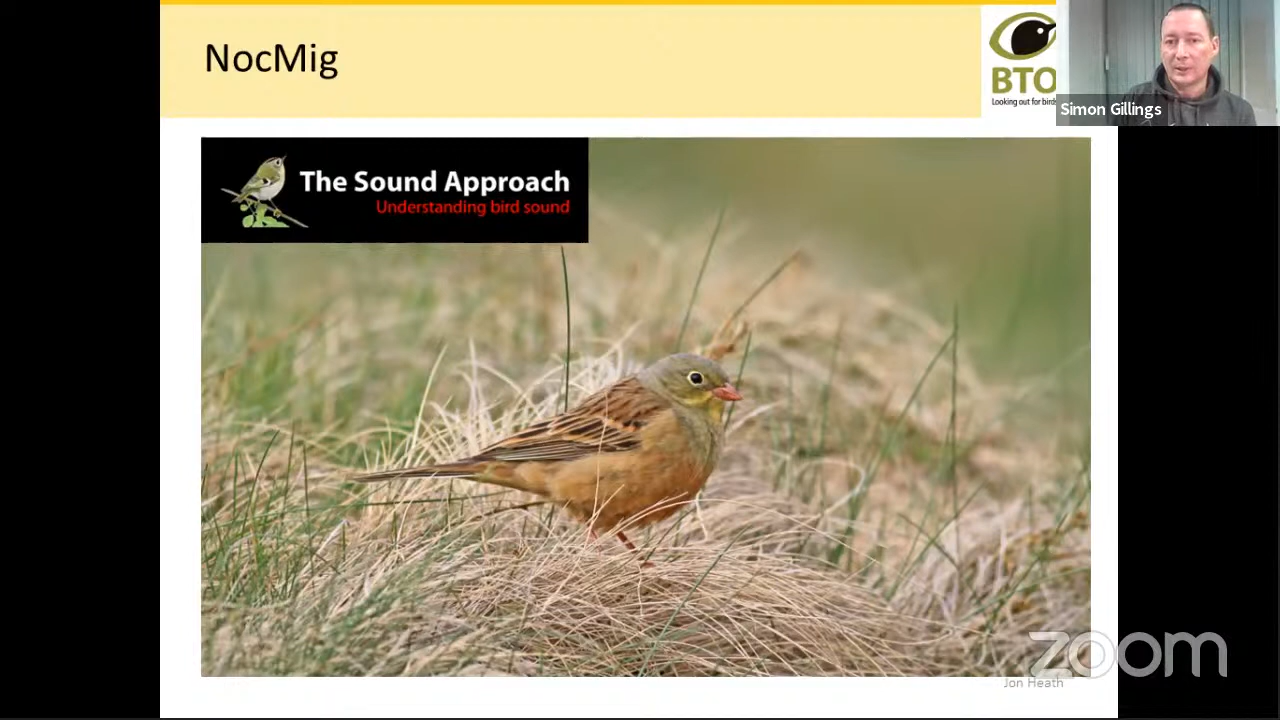 NocMig
BTO
Looking out for birds
Simon Gillings
The Sound Approach
Understanding bird sound
zoom
Jon Heath